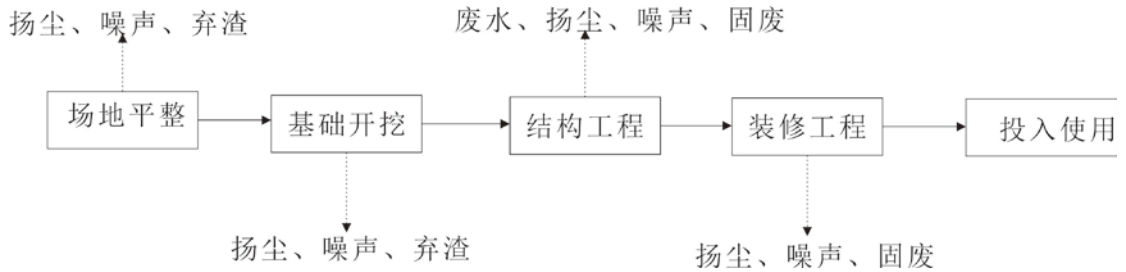 扬尘、噪声、弃渣
废水、扬尘、噪声、固废
场地平整
基础开挖
结构工程
装修工程
投入使用
扬尘、噪声、弃渣
扬尘、噪声、固废